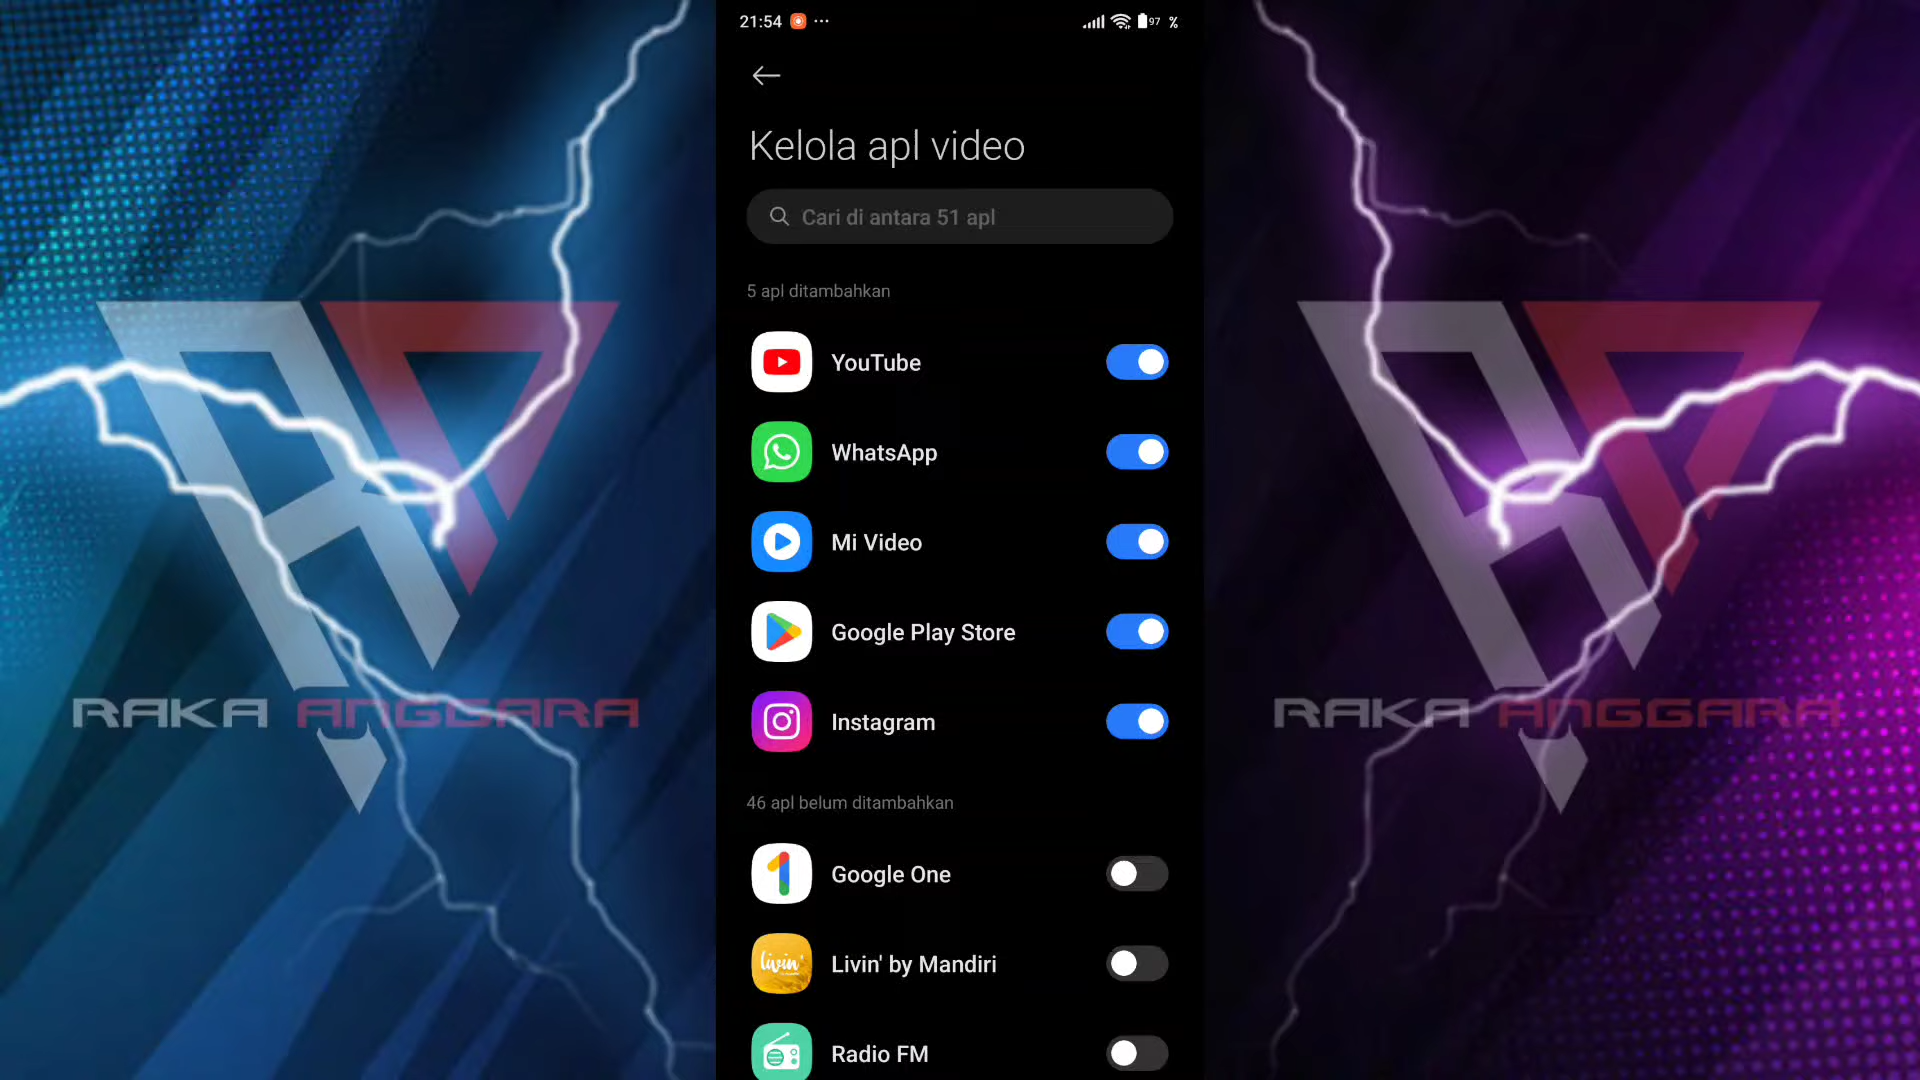 21:54
97 %
Kelola apl video
Cari di antara 51 apl
5 apl ditambahkan
YouTube
WhatsApp
Mi Video
Google Play Store
Instagram
46 apl belum ditambahkan
Google One
livin'
Livin' by Mandiri
Radio FM
RAKA ANGGARA
RAKA ANGGARA